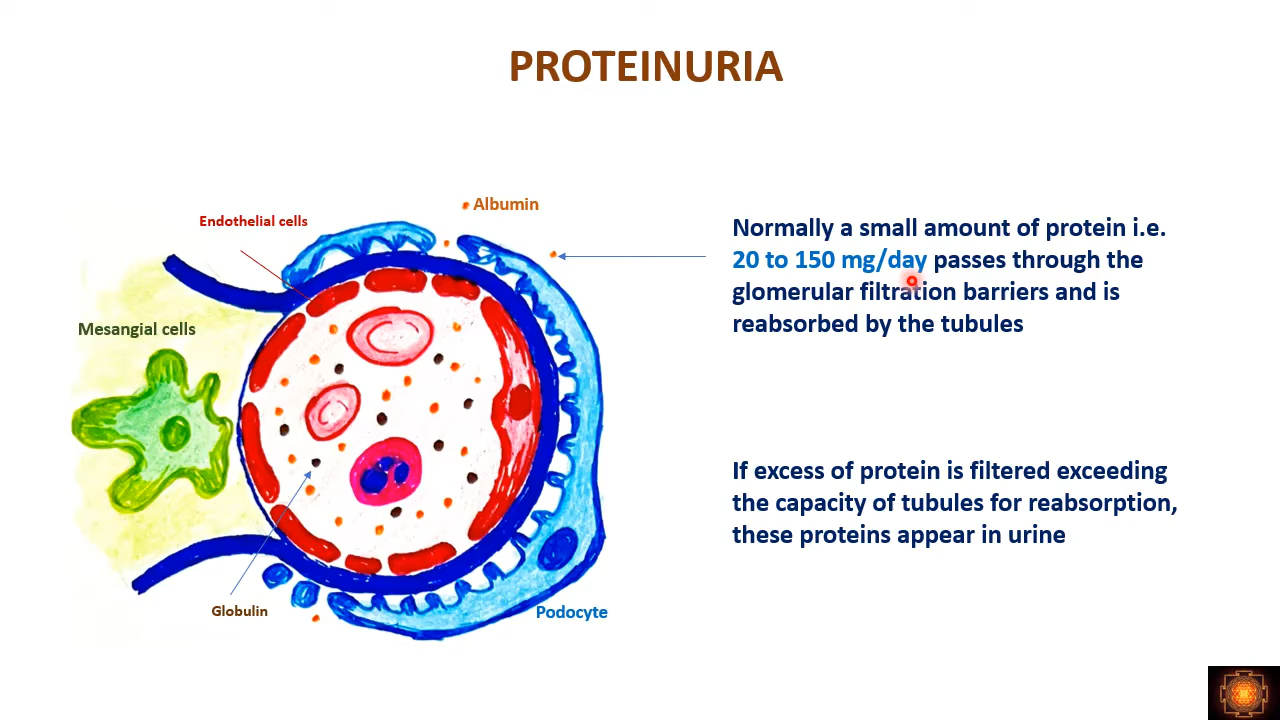 PROTEINURIA
Albumin
Endothelial cells
Mesangial cells
Globulin
Podocyte
Normally a small amount of protein i.e.
20 to 150 mg/day passes through the
glomerular filtration barriers and is
reabsorbed by the tubules
If excess of protein is filtered exceeding
the capacity of tubules for reabsorption,
these proteins appear in urine